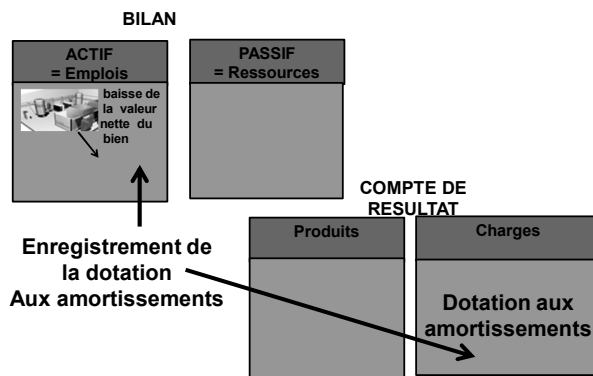 BILAN
ACTIF
= Emplois
PASSIF
= Ressources
baisse de
la valeur
nette du
bien
COMPTE DE
RESULTAT
Produits
Charges
Enregistrement de
la dotation
Aux amortissements
Dotation aux
amortissements